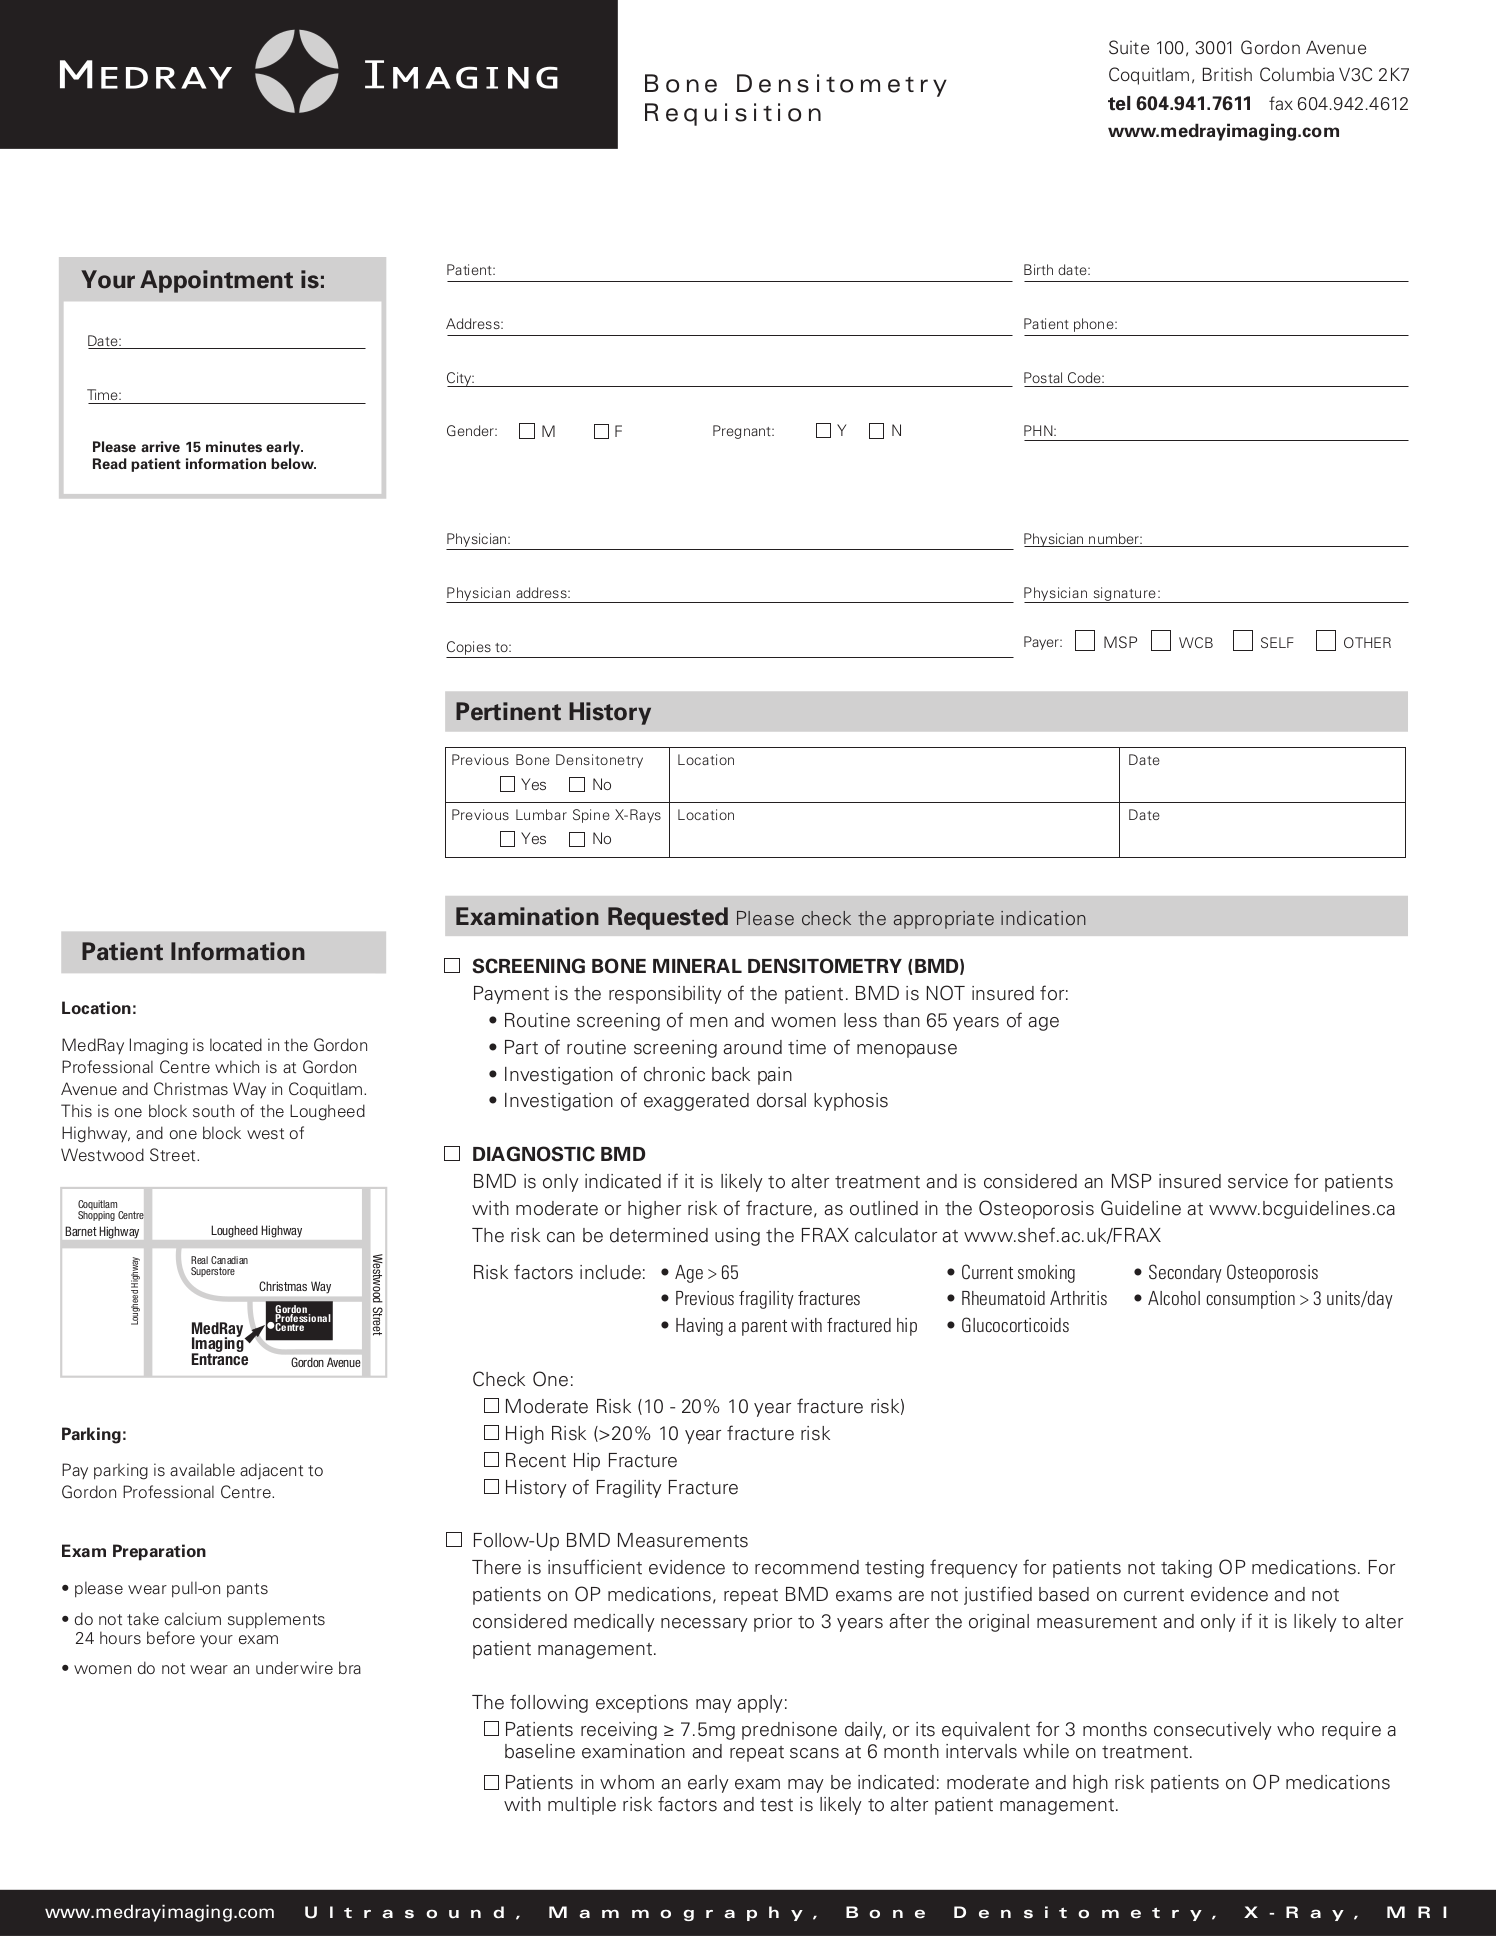 MEDRAY IMAGING
Bone Densitometry
Requisition
Suite 100, 3001 Gordon Avenue
Coquitlam, British Columbia V3C 2K7
tel 604.941.7611 fax 604.942.4612
www.medrayimaging.com
Your Appointment is:
Date:
Time:
Please arrive 15 minutes early.
Read patient information below.
Patient: Birth date:
Address: Patient phone:
City: Postal Code:
Gender: M F Pregnant: Y N PHN:
Physician: Physician number:
Physician address: Physician signature:
Copies to: Payer: MSP WCB SELF OTHER
Pertinent History
Previous Bone Densitonetry Location Date
Yes No
Previous Lumbar Spine X-Rays Location Date
Yes No
Examination Requested Please check the appropriate indication
SCREENING BONE MINERAL DENSITOMETRY (BMD)
Payment is the responsibility of the patient. BMD is NOT insured for:
• Routine screening of men and women less than 65 years of age
• Part of routine screening around time of menopause
• Investigation of chronic back pain
• Investigation of exaggerated dorsal kyphosis
DIAGNOSTIC BMD
BMD is only indicated if it is likely to alter treatment and is considered an MSP insured service for patients
with moderate or higher risk of fracture, as outlined in the Osteoporosis Guideline at www.bcguidelines.ca
The risk can be determined using the FRAX calculator at www.shef.ac.uk/FRAX
Risk factors include: • Age > 65 • Current smoking • Secondary Osteoporosis
• Previous fragility fractures • Rheumatoid Arthritis • Alcohol consumption > 3 units/day
• Having a parent with fractured hip • Glucocorticoids
Check One:
Moderate Risk (10 - 20% 10 year fracture risk)
High Risk (>20% 10 year fracture risk
Recent Hip Fracture
History of Fragility Fracture
Follow-Up BMD Measurements
There is insufficient evidence to recommend testing frequency for patients not taking OP medications. For
patients on OP medications, repeat BMD exams are not justified based on current evidence and not
considered medically necessary prior to 3 years after the original measurement and only if it is likely to alter
patient management.
The following exceptions may apply:
Patients receiving ≥ 7.5mg prednisone daily, or its equivalent for 3 months consecutively who require a
baseline examination and repeat scans at 6 month intervals while on treatment.
Patients in whom an early exam may be indicated: moderate and high risk patients on OP medications
with multiple risk factors and test is likely to alter patient management.
Patient Information
Location:
MedRay Imaging is located in the Gordon
Professional Centre which is at Gordon
Avenue and Christmas Way in Coquitlam.
This is one block south of the Lougheed
Highway, and one block west of
Westwood Street.
Coquitlam
Shopping Centre
Barnet Highway
Lougheed Highway
Lougheed Highway
Real Canadian
Superstore
Christmas Way
Westwood Street
Gordon
Professional
Centre
MedRay
Imaging
Entrance
Gordon Avenue
Parking:
Pay parking is available adjacent to
Gordon Professional Centre.
Exam Preparation
• please wear pull-on pants
• do not take calcium supplements
24 hours before your exam
• women do not wear an underwire bra
www.medrayimaging.com Ultrasound, Mammography, Bone Densitometry, X-Ray, MRI